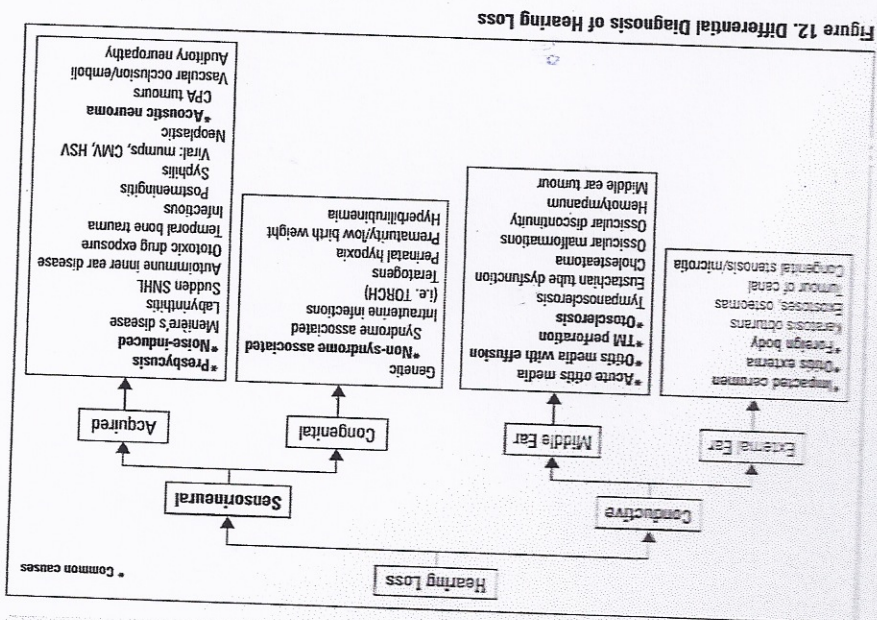 Hearing Loss
* Common causes
Conductive
Sensorineural
External Ear
Middle Ear
Congenital
Acquired
*Impacted cerumen
*Otitis externa
*Foreign body
Keratosis obturans
Exostoses, osteomas
Tumour of canal
Congenital stenosis/microtia
*Acute otitis media
*Otitis media with effusion
*TM perforation
*Otosclerosis
Tympanosclerosis
Eustachian tube dysfunction
Cholesteatoma
Ossicular malformations
Ossicular discontinuity
Hemotympanum
Middle ear tumour
Genetic
*Non-syndrome associated
Syndrome associated
Intrauterine infections
(i.e. TORCH)
Teratogens
Perinatal hypoxia
Prematurity/low birth weight
Hyperbilirubinemia
*Presbycusis
*Noise-induced
Menière's disease
Labyrinthitis
Sudden SNHL
Autoimmune inner ear disease
Ototoxic drug exposure
Temporal bone trauma
Infectious
Postmeningitis
Syphilis
Viral: mumps, CMV, HSV
Neoplastic
*Acoustic neuroma
CPA tumours
Vascular occlusion/emboli
Auditory neuropathy
Figure 12. Differential Diagnosis of Hearing Loss